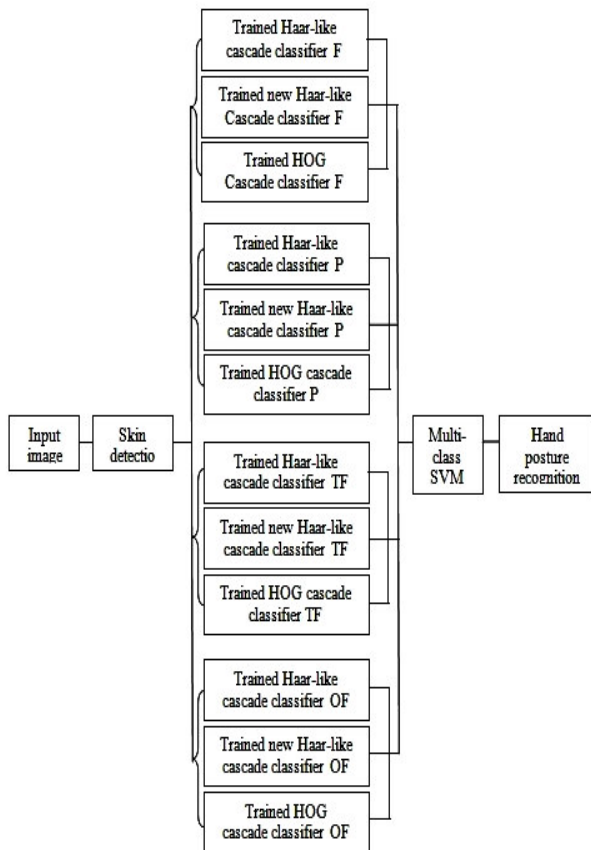 Trained Haar-like
cascade classifier F
Trained new Haar-like
Cascade classifier F
Trained HOG
Cascade classifier F
Trained Haar-like
cascade classifier P
Trained new Haar-like
cascade classifier P
Trained HOG cascade
classifier P
Input
image
Skin
detectio
Trained Haar-like
cascade classifier TF
Trained new Haar-like
cascade classifier TF
Trained HOG cascade
classifier TF
Trained Haar-like
cascade classifier OF
Trained new Haar-like
cascade classifier OF
Trained HOG
cascade classifier OF
Multi-
class
SVM
Hand
posture
recognition